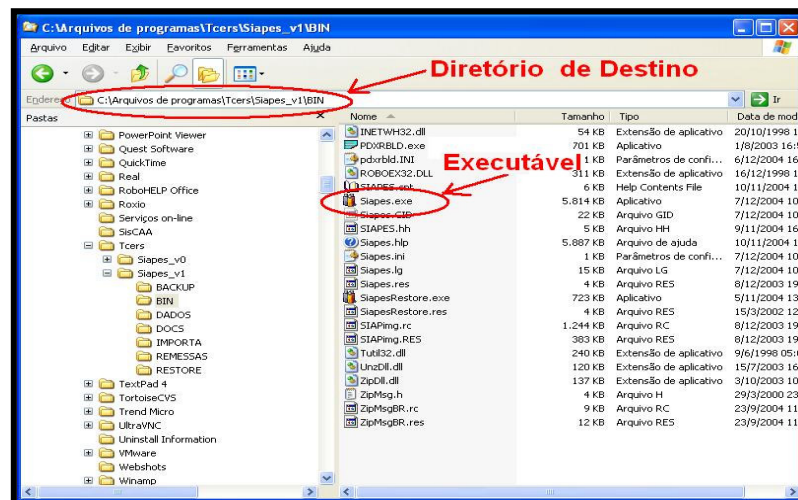 C:\Arquivos de programas\Tcers\Siapes_v1\BIN
Arquivo Editar Exibir Favoritos Ferramentas Ajuda
Diretório de Destino
Endereço C:\Arquivos de programas\Tcers\Siapes_v1\BIN Ir
Pastas x
PowerPoint Viewer
Quest Software
QuickTime
Real
RoboHELP Office
Roxio
Serviços on-line
SisCAA
Tcers
Siapes_v0
Siapes_v1
BACKUP
BIN
DADOS
DOCS
IMPORTA
REMESSAS
RESTORE
TextPad 4
TortoiseCVS
Trend Micro
UltraVNC
Uninstall Information
VMware
Webshots
Winamp
Nome Tamanho Tipo Data de mod
INETWH32.dll 54 KB Extensão de aplicativo 20/10/1998 1
PDXRBLD.exe 701 KB Aplicativo 1/8/2003 16:5
pdxrbld.INI 1 KB Parâmetros de confi... 6/12/2004 16
Executável
ROBOEX32.DLL 311 KB Extensão de aplicativo 16/12/1998 1
SIAPES.cnt 6 KB Help Contents File 10/11/2004 1
Siapes.exe 5.814 KB Aplicativo 7/12/2004 10
Siapes.GID 22 KB Arquivo GID 7/12/2004 10
SIAPES.hh 5 KB Arquivo HH 9/11/2004 16
Siapes.hlp 5.887 KB Arquivo de ajuda 10/11/2004 1
Siapes.ini 1 KB Parâmetros de confi... 7/12/2004 10
Siapes.lg 15 KB Arquivo LG 7/12/2004 10
Siapes.res 4 KB Arquivo RES 8/12/2003 19
SiapesRestore.exe 723 KB Aplicativo 5/11/2004 13
SiapesRestore.res 4 KB Arquivo RES 15/3/2002 12
SIAPimg.rc 1.244 KB Arquivo RC 8/12/2003 19
SIAPimg.RES 383 KB Arquivo RES 8/12/2003 19
Tutil32.dll 240 KB Extensão de aplicativo 9/6/1998 05:0
UnzDll.dll 120 KB Extensão de aplicativo 15/7/2003 16
ZipDll.dll 137 KB Extensão de aplicativo 3/10/2003 10
ZipMsg.h 4 KB Arquivo H 29/3/2000 23
ZipMsgBR.rc 9 KB Arquivo RC 23/9/2004 11
ZipMsgBR.res 12 KB Arquivo RES 23/9/2004 11